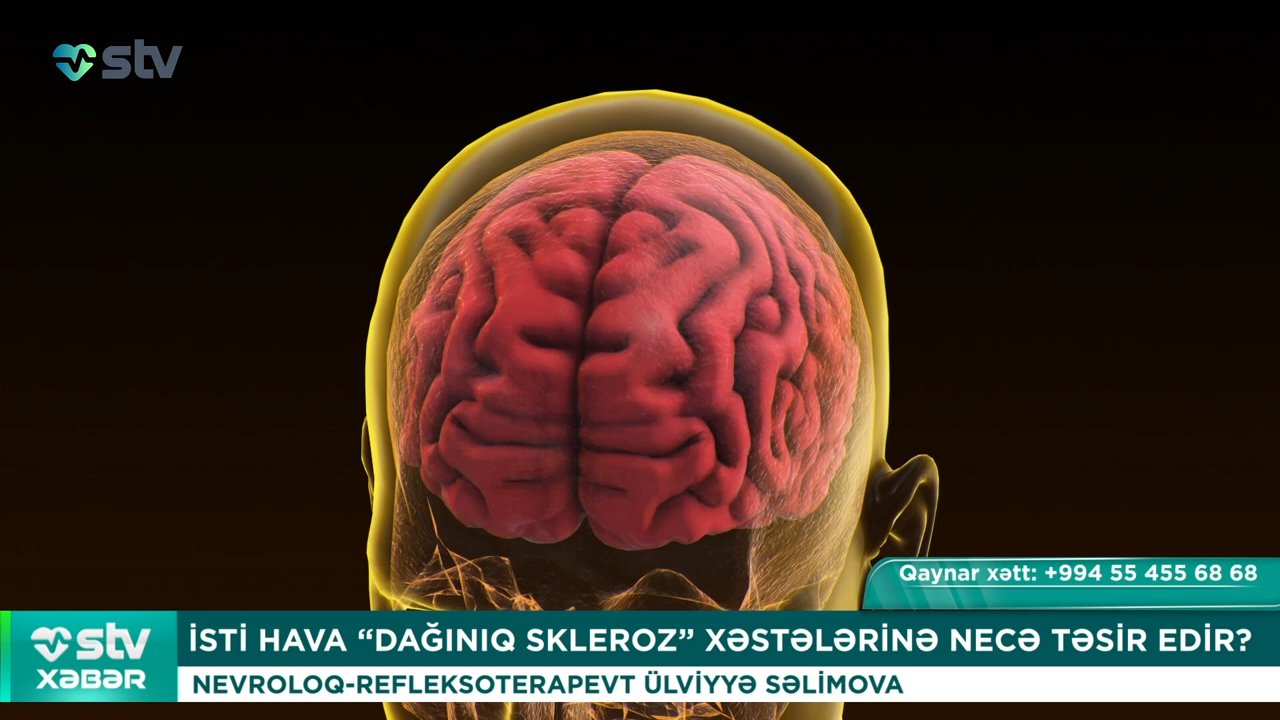 stv
Qaynar xətt: +994 55 455 68 68
stv
XƏBƏR
İSTİ HAVA “DAĞINIQ SKLEROZ” XƏSTƏLƏRİNƏ NECƏ TƏSİR EDİR?
NEVROLOQ-REFLEKSOTERAPEVT ÜLVİYYƏ SƏLİMOVA